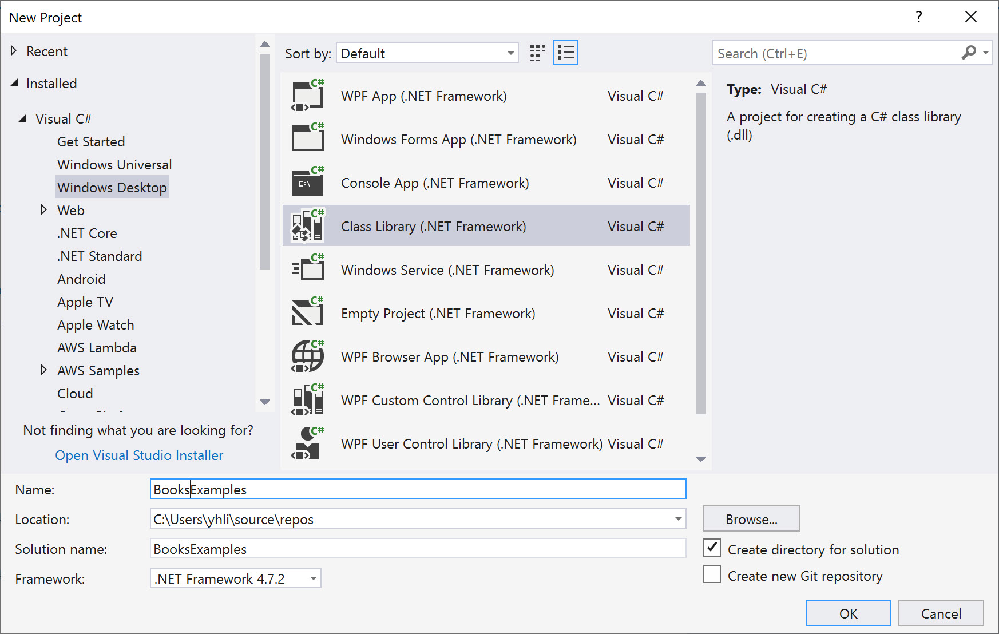 New Project
?
Recent
Installed
Visual C#
Get Started
Windows Universal
Windows Desktop
Web
.NET Core
.NET Standard
Android
Apple TV
Apple Watch
AWS Lambda
AWS Samples
Cloud
Not finding what you are looking for?
Open Visual Studio Installer
Sort by: Default
C# WPF App (.NET Framework) Visual C#
C# Windows Forms App (.NET Framework) Visual C#
C# C:\ Console App (.NET Framework) Visual C#
C# Class Library (.NET Framework) Visual C#
C# Windows Service (.NET Framework) Visual C#
C# Empty Project (.NET Framework) Visual C#
C# WPF Browser App (.NET Framework) Visual C#
C# WPF Custom Control Library (.NET Frame... Visual C#
C# WPF User Control Library (.NET Framework) Visual C#
Search (Ctrl+E)
Type: Visual C#
A project for creating a C# class library
(.dll)
Name: BooksExamples
Location: C:\Users\yhli\source\repos
Browse...
Solution name: BooksExamples
Create directory for solution
Framework: .NET Framework 4.7.2
Create new Git repository
OK Cancel